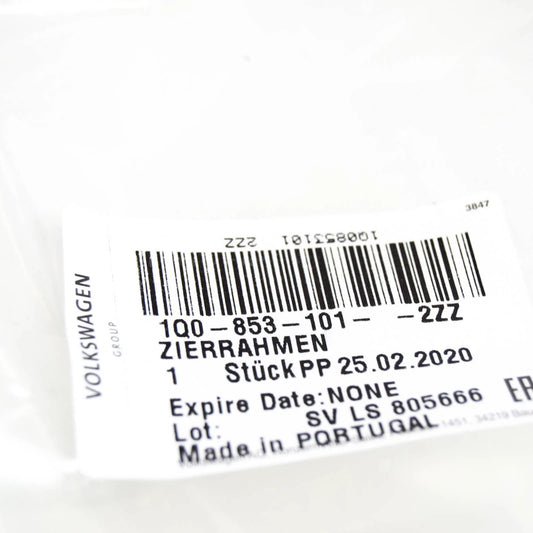 3847
1Q0853101 2ZZ
VOLKSWAGEN
GROUP
1Q0-853-101- -2ZZ
ZIERRAHMEN
1 Stück PP 25.02.2020
Expire Date:NONE
Lot: SV LS 805666
Made in PORTUGAL
34219